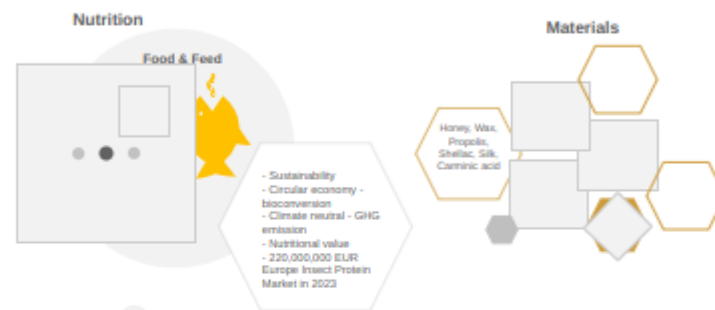 Nutrition
Food & Feed
- Sustainability
- Circular economy -
bioconversion
- Climate neutral - GHG
emission
- Nutritional value
- 220,000,000 EUR
Europe Insect Protein
Market in 2023
Materials
Honey, Wax,
Propolis,
Shellac, Silk,
Carminic acid